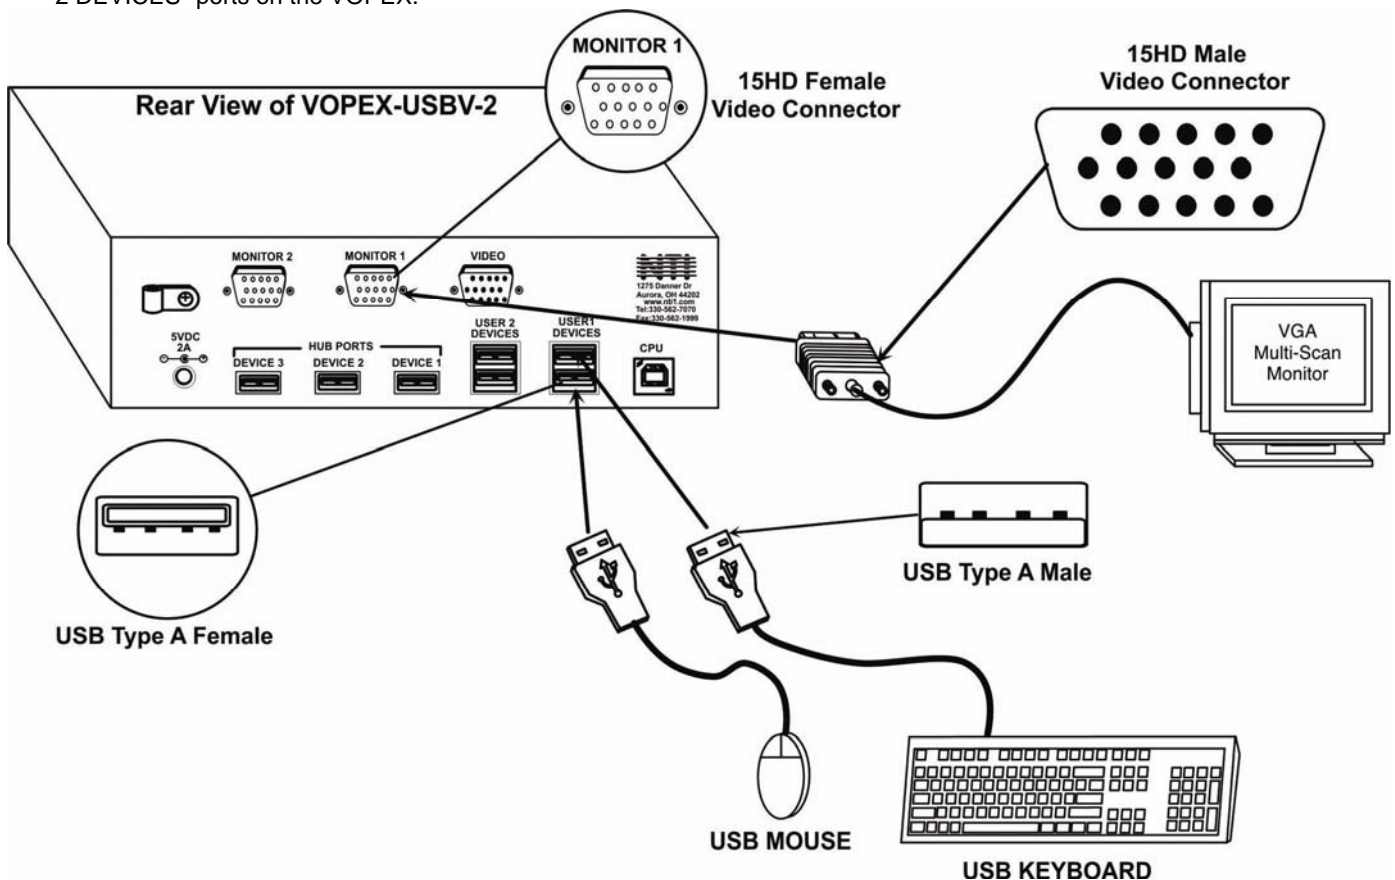 2 DEVICES" ports on the VOPEX.
MONITOR 1
15HD Female
Video Connector
15HD Male
Video Connector
Rear View of VOPEX-USBV-2
MONITOR 2
MONITOR 1
VIDEO
NTI
1275 Danner Dr
Aurora, OH 44202
www.nti1.com
Tel:330-562-7070
Fax:330-562-1999
5VDC
2A
HUB PORTS
DEVICE 3
DEVICE 2
DEVICE 1
USER 2
DEVICES
USER1
DEVICES
CPU
VGA
Multi-Scan
Monitor
USB Type A Female
USB Type A Male
USB MOUSE
USB KEYBOARD